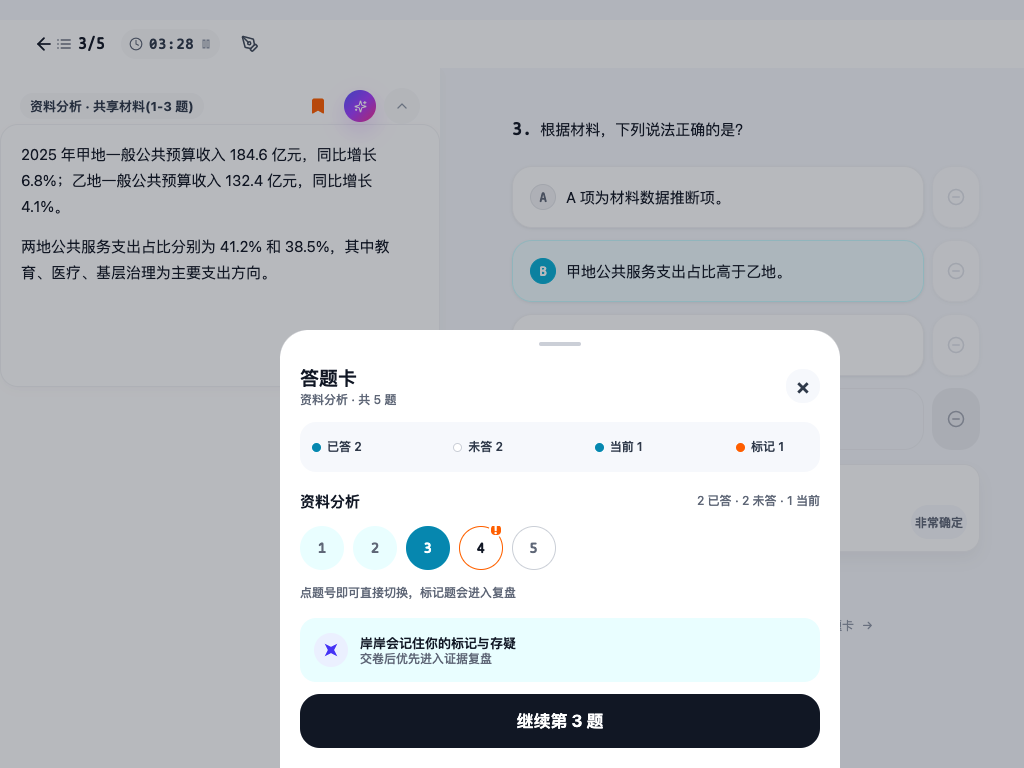 3/5
03:28
资料分析 · 共享材料(1-3 题)
2025 年甲地一般公共预算收入 184.6 亿元，同比增长
6.8%；乙地一般公共预算收入 132.4 亿元，同比增长
4.1%。
两地公共服务支出占比分别为 41.2% 和 38.5%，其中教
育、医疗、基层治理为主要支出方向。
3. 根据材料，下列说法正确的是?
A A 项为材料数据推断项。
B 甲地公共服务支出占比高于乙地。
非常确定
卡 →
答题卡
资料分析 · 共 5 题
已答 2
未答 2
当前 1
标记 1
资料分析
2 已答 · 2 未答 · 1 当前
1
2
3
4
!
5
点题号即可直接切换，标记题会进入复盘
岸岸会记住你的标记与存疑
交卷后优先进入证据复盘
继续第 3 题